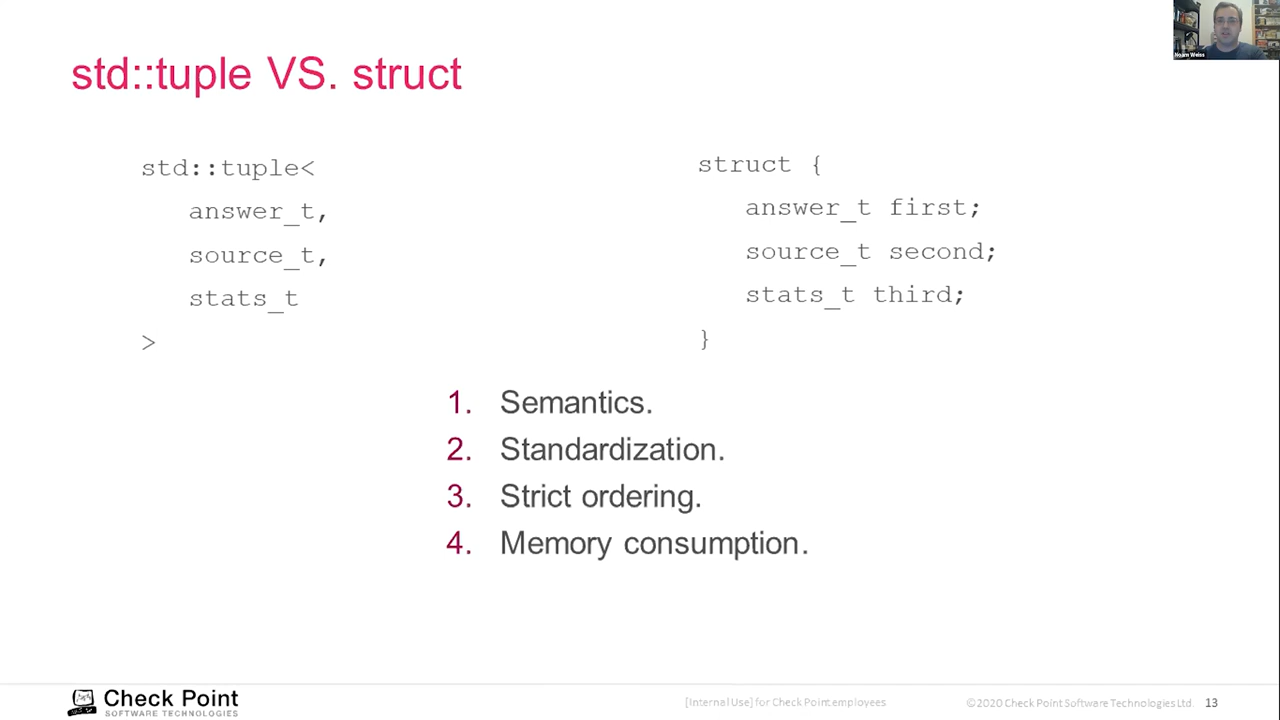 Noam Weiss
std::tuple VS. struct
std::tuple<
answer_t,
source_t,
stats_t
>
struct {
answer_t first;
source_t second;
stats_t third;
}
1. Semantics.
2. Standardization.
3. Strict ordering.
4. Memory consumption.
Check Point
SOFTWARE TECHNOLOGIES
[Internal Use] for Check Point employees
©2020 Check Point Software Technologies Ltd.
13